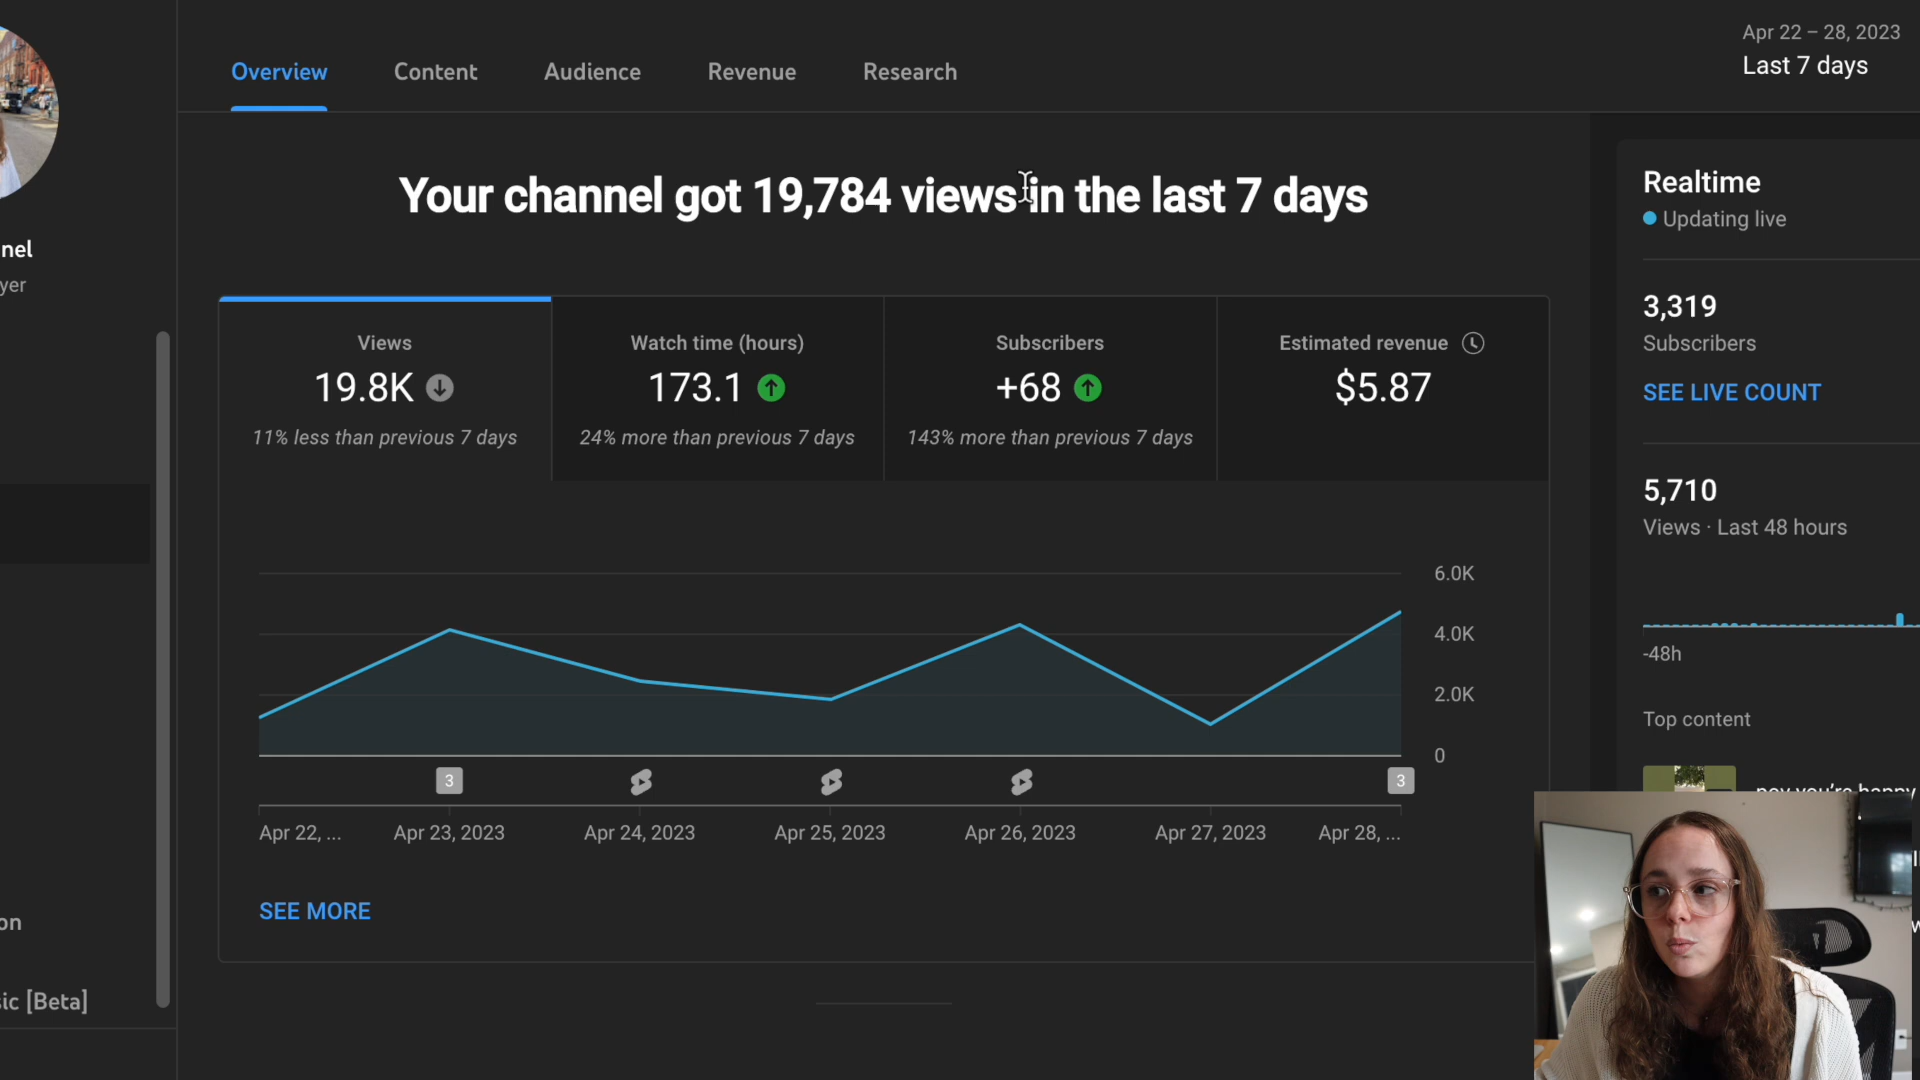 Overview
Content
Audience
Revenue
Research
Apr 22 – 28, 2023
Last 7 days
Your channel got 19,784 views in the last 7 days
nel
yer
Views
19.8K
11% less than previous 7 days
Watch time (hours)
173.1
24% more than previous 7 days
Subscribers
+68
143% more than previous 7 days
Estimated revenue
$5.87
6.0K
4.0K
2.0K
0
3
3
Apr 22, ...
Apr 23, 2023
Apr 24, 2023
Apr 25, 2023
Apr 26, 2023
Apr 27, 2023
Apr 28, ...
SEE MORE
on
sic [Beta]
Realtime
Updating live
3,319
Subscribers
SEE LIVE COUNT
5,710
Views · Last 48 hours
-48h
Top content
you're happy